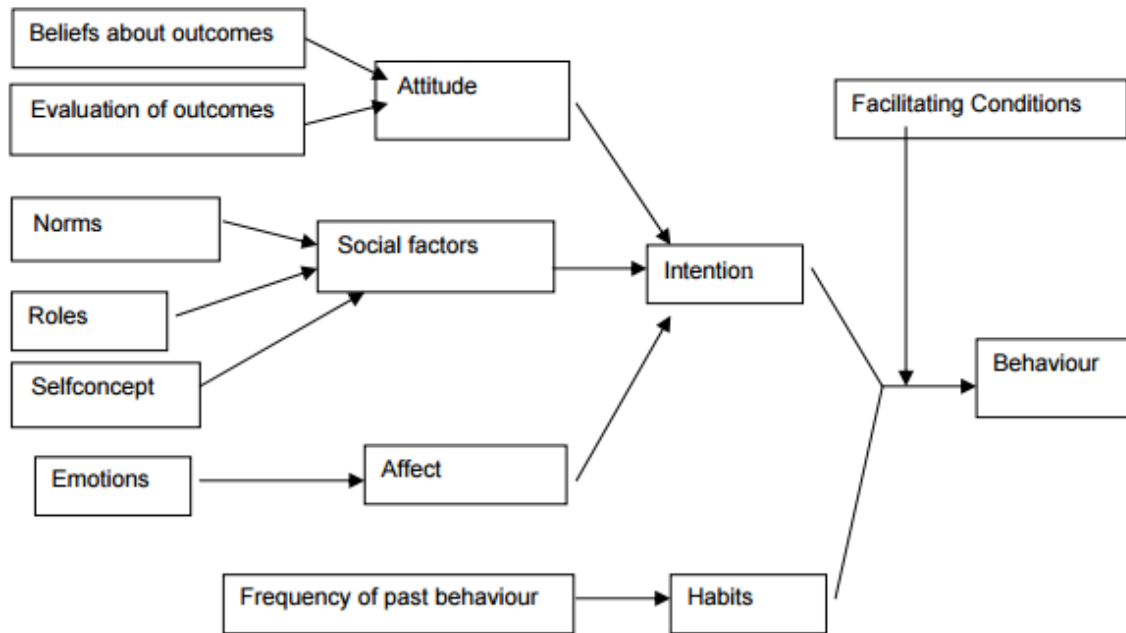 Beliefs about outcomes
Evaluation of outcomes
Attitude
Facilitating Conditions
Norms
Social factors
Intention
Roles
Selfconcept
Behaviour
Emotions
Affect
Frequency of past behaviour
Habits